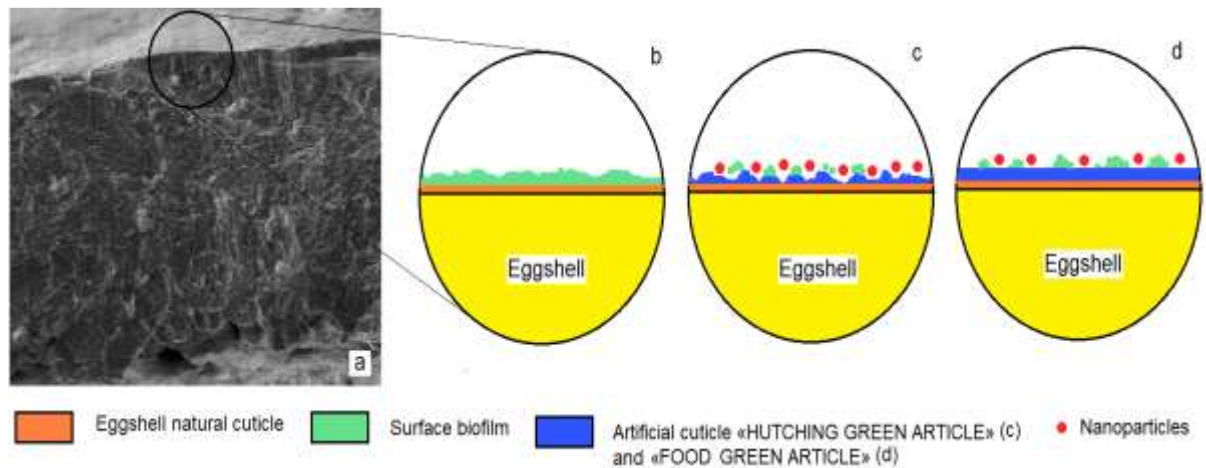 b
c
d
Eggshell
Eggshell
Eggshell
a
Eggshell natural cuticle
Surface biofilm
Artificial cuticle «HUTCHING GREEN ARTICLE» (c)
and «FOOD GREEN ARTICLE» (d)
Nanoparticles